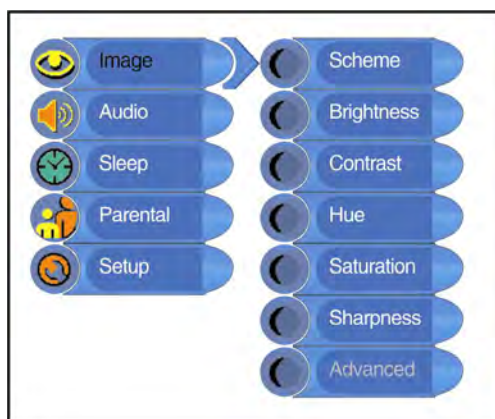 Image
Audio
Sleep
Parental
Setup
Scheme
Brightness
Contrast
Hue
Saturation
Sharpness
Advanced